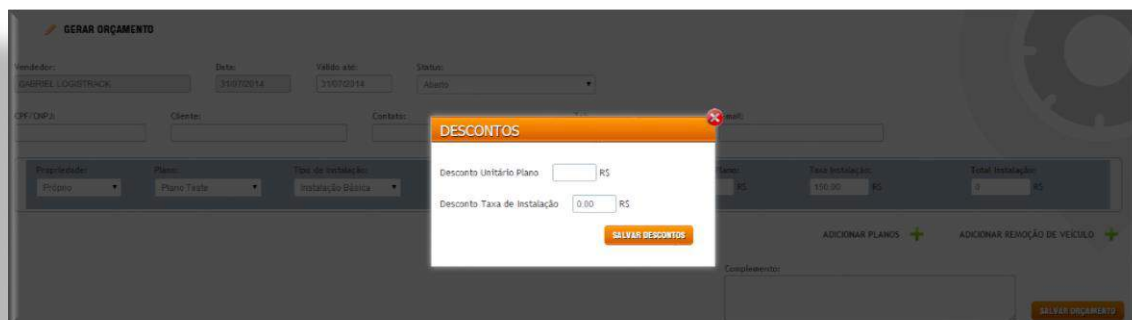 GERAR ORÇAMENTO
Vendedor: Data: Válido até: Status:
GABRIEL LOGISTRACK 31/07/2014 31/07/2014 Aberto
CPF/CNPJ: Cliente: Contato:
DESCONTOS
Propriedade: Plano: Tipo de Instalação: Taxa Instalação: Total Instalação:
Próprio Plano Teste Instalação Básica R$ 150.00 R$ 0 R$
Desconto Unitário Plano R$
Desconto Taxa de Instalação 0.00 R$
SALVAR DESCONTOS
ADICIONAR PLANOS ADICIONAR REMOÇÃO DE VEÍCULO
Complemento:
SALVAR ORÇAMENTO